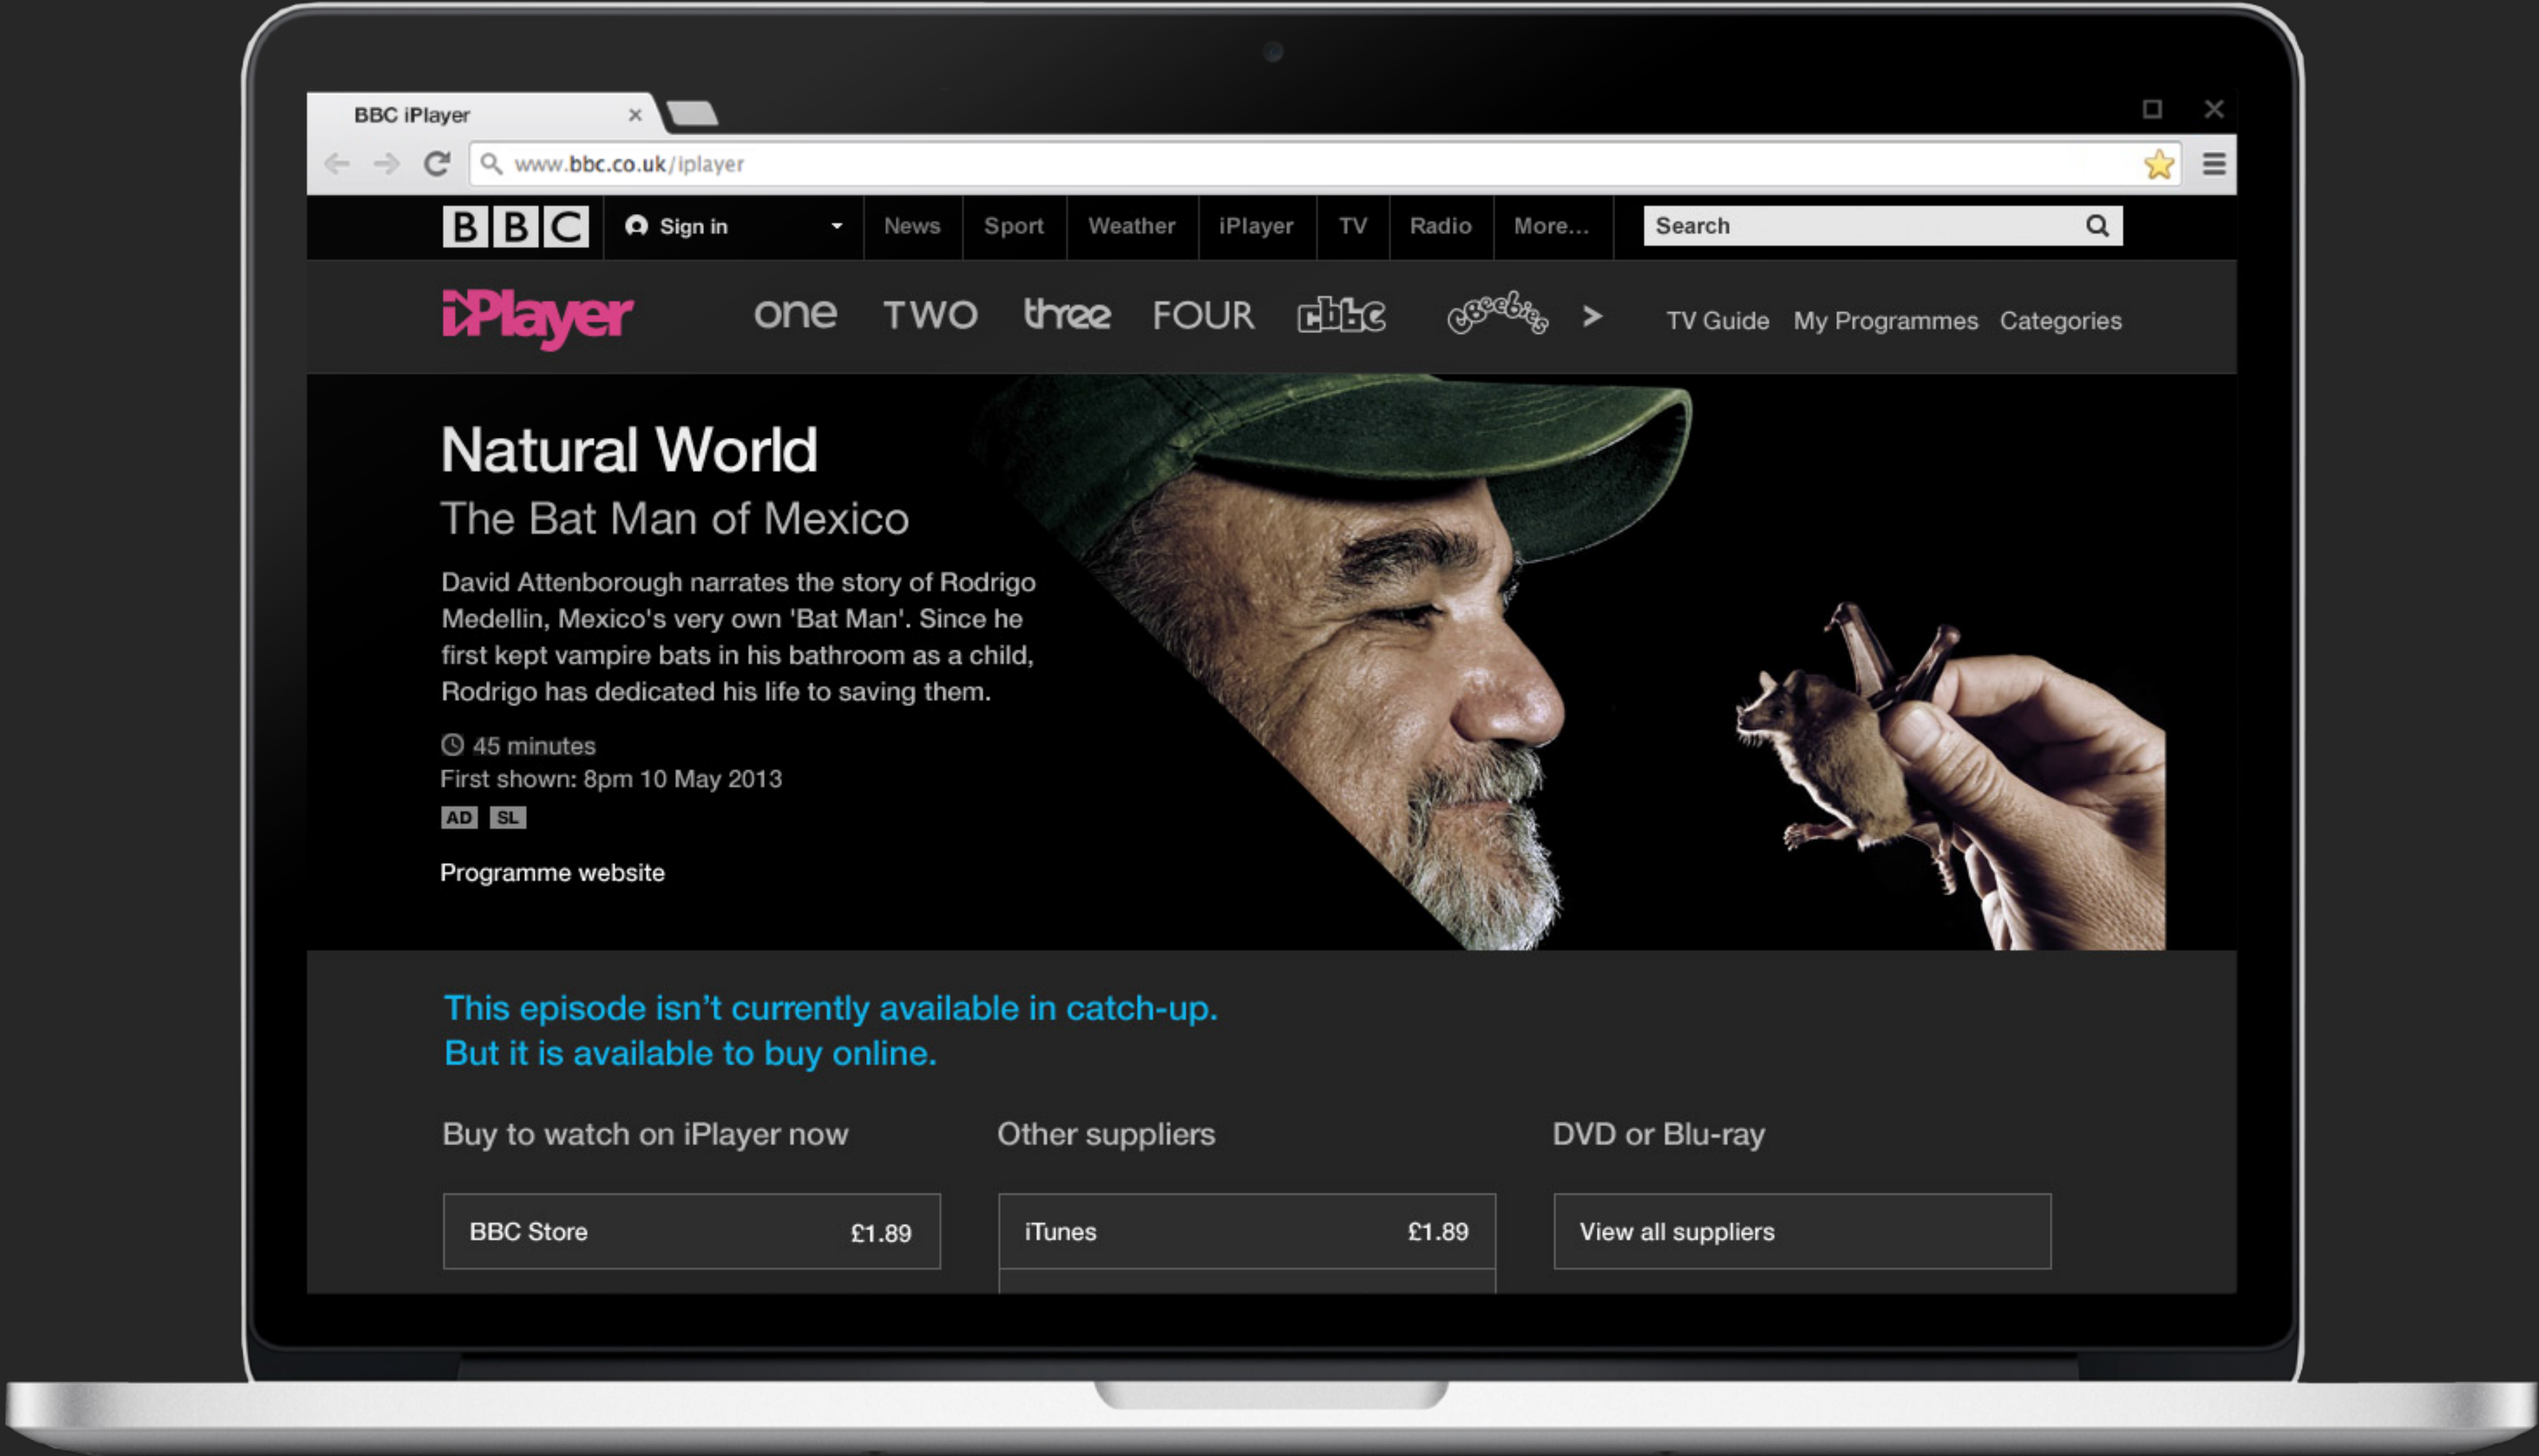 BBC iPlayer
www.bbc.co.uk/iplayer
BBC Sign in News Sport Weather iPlayer TV Radio More... Search
iPlayer one TWO three FOUR cbbc cbeebies > TV Guide My Programmes Categories
Natural World
The Bat Man of Mexico
David Attenborough narrates the story of Rodrigo
Medellin, Mexico's very own 'Bat Man'. Since he
first kept vampire bats in his bathroom as a child,
Rodrigo has dedicated his life to saving them.
45 minutes
First shown: 8pm 10 May 2013
AD SL
Programme website
This episode isn’t currently available in catch-up.
But it is available to buy online.
Buy to watch on iPlayer now Other suppliers DVD or Blu-ray
BBC Store £1.89 iTunes £1.89 View all suppliers